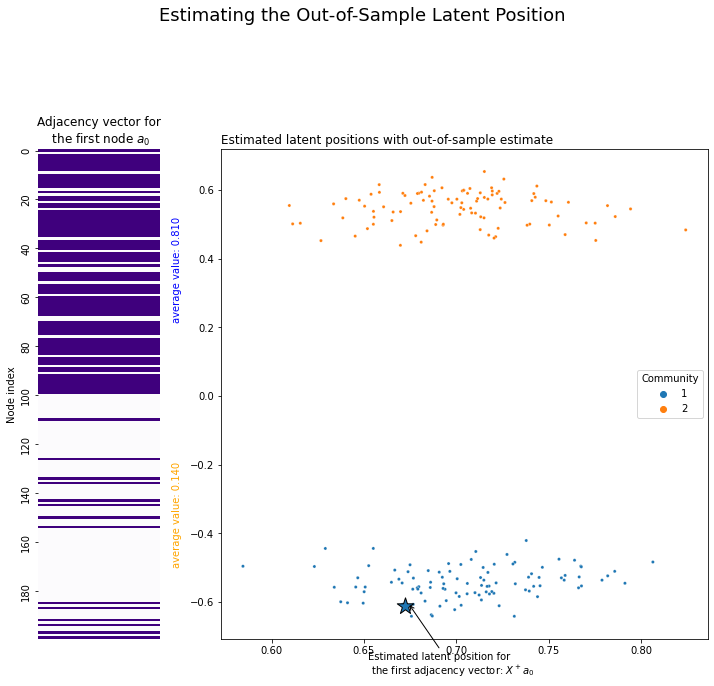 Estimating the Out-of-Sample Latent Position
Adjacency vector for
the first node a₀
Node index
0
20
40
60
80
100
120
140
160
180
average value: 0.810
average value: 0.140
Estimated latent positions with out-of-sample estimate
0.6
0.4
0.2
0.0
−0.2
−0.4
−0.6
0.60
0.65
0.70
0.75
0.80
Community
1
2
Estimated latent position for
the first adjacency vector: X⁺a₀